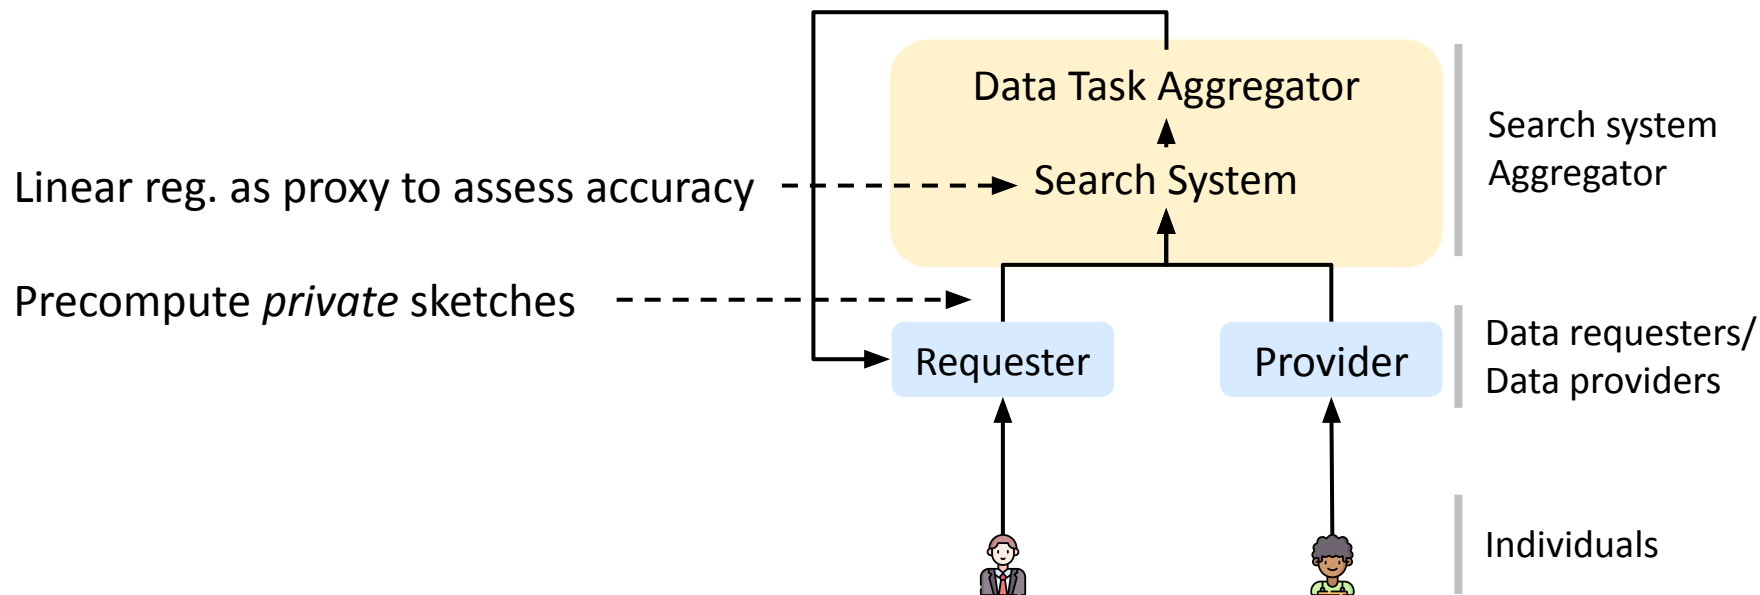 Data Task Aggregator
Search System
Search system
Aggregator
Linear reg. as proxy to assess accuracy
Precompute private sketches
Requester
Provider
Data requesters/
Data providers
Individuals